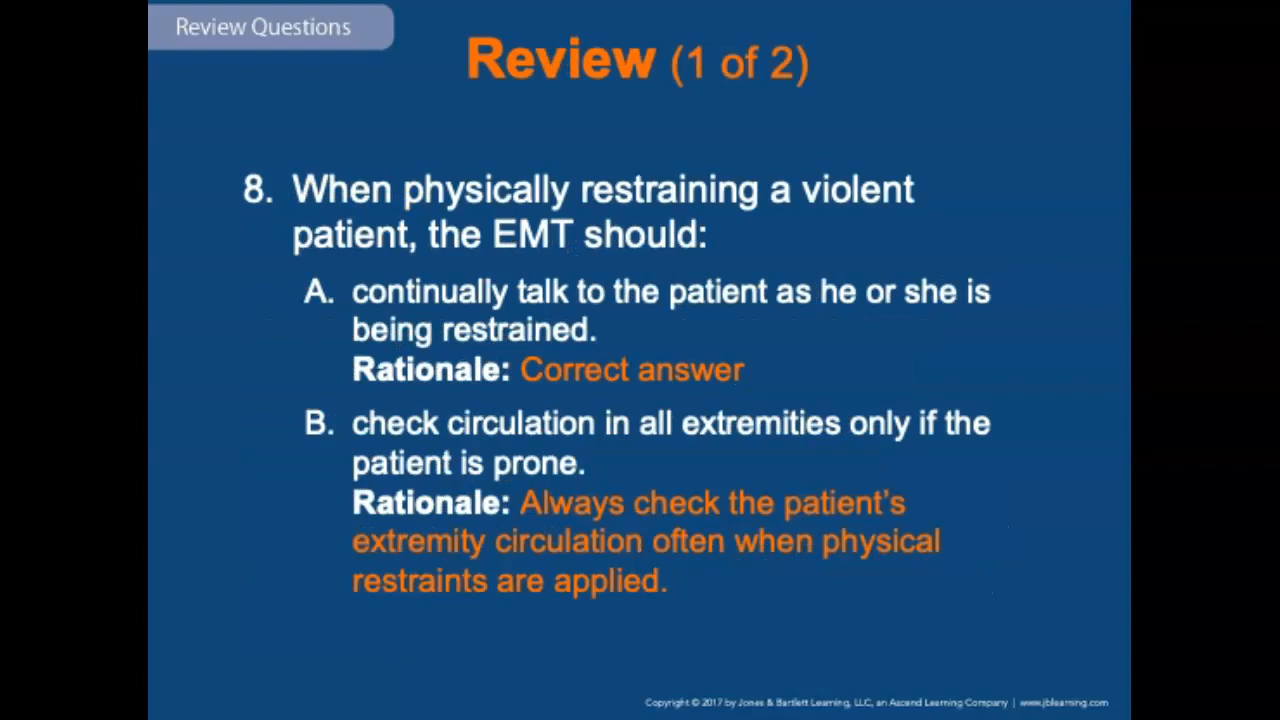 Review Questions
Review (1 of 2)
8. When physically restraining a violent
patient, the EMT should:
A. continually talk to the patient as he or she is
being restrained.
Rationale: Correct answer
B. check circulation in all extremities only if the
patient is prone.
Rationale: Always check the patient’s
extremity circulation often when physical
restraints are applied.
Copyright © 2017 by Jones & Bartlett Learning, LLC, an Ascend Learning Company | www.jblearning.com